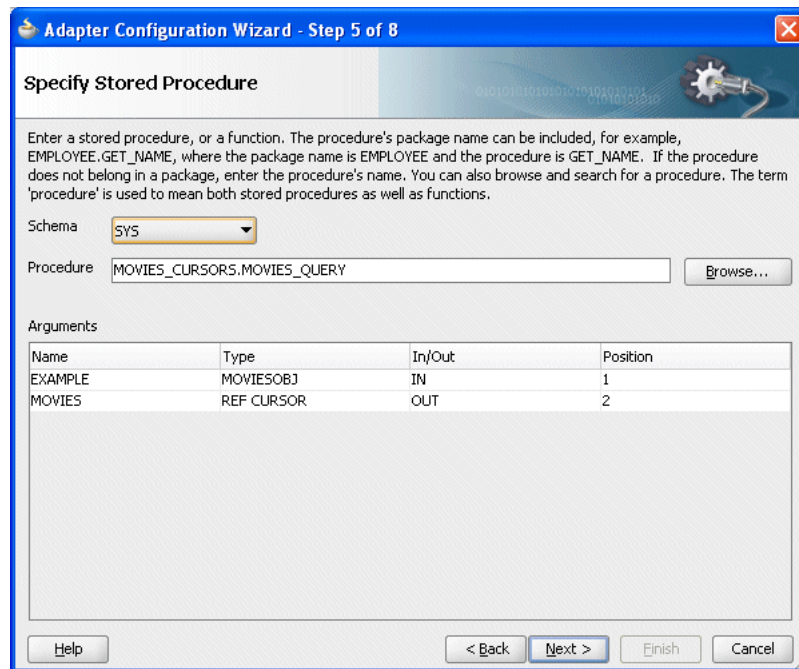 Adapter Configuration Wizard - Step 5 of 8
Specify Stored Procedure
Enter a stored procedure, or a function. The procedure's package name can be included, for example,
EMPLOYEE.GET_NAME, where the package name is EMPLOYEE and the procedure is GET_NAME. If the procedure
does not belong in a package, enter the procedure's name. You can also browse and search for a procedure. The term
'procedure' is used to mean both stored procedures as well as functions.
Schema SYS
Procedure MOVIES_CURSORS.MOVIES_QUERY Browse...
Arguments
Name Type In/Out Position
EXAMPLE MOVIESOBJ IN 1
MOVIES REF CURSOR OUT 2
Help < Back Next > Finish Cancel